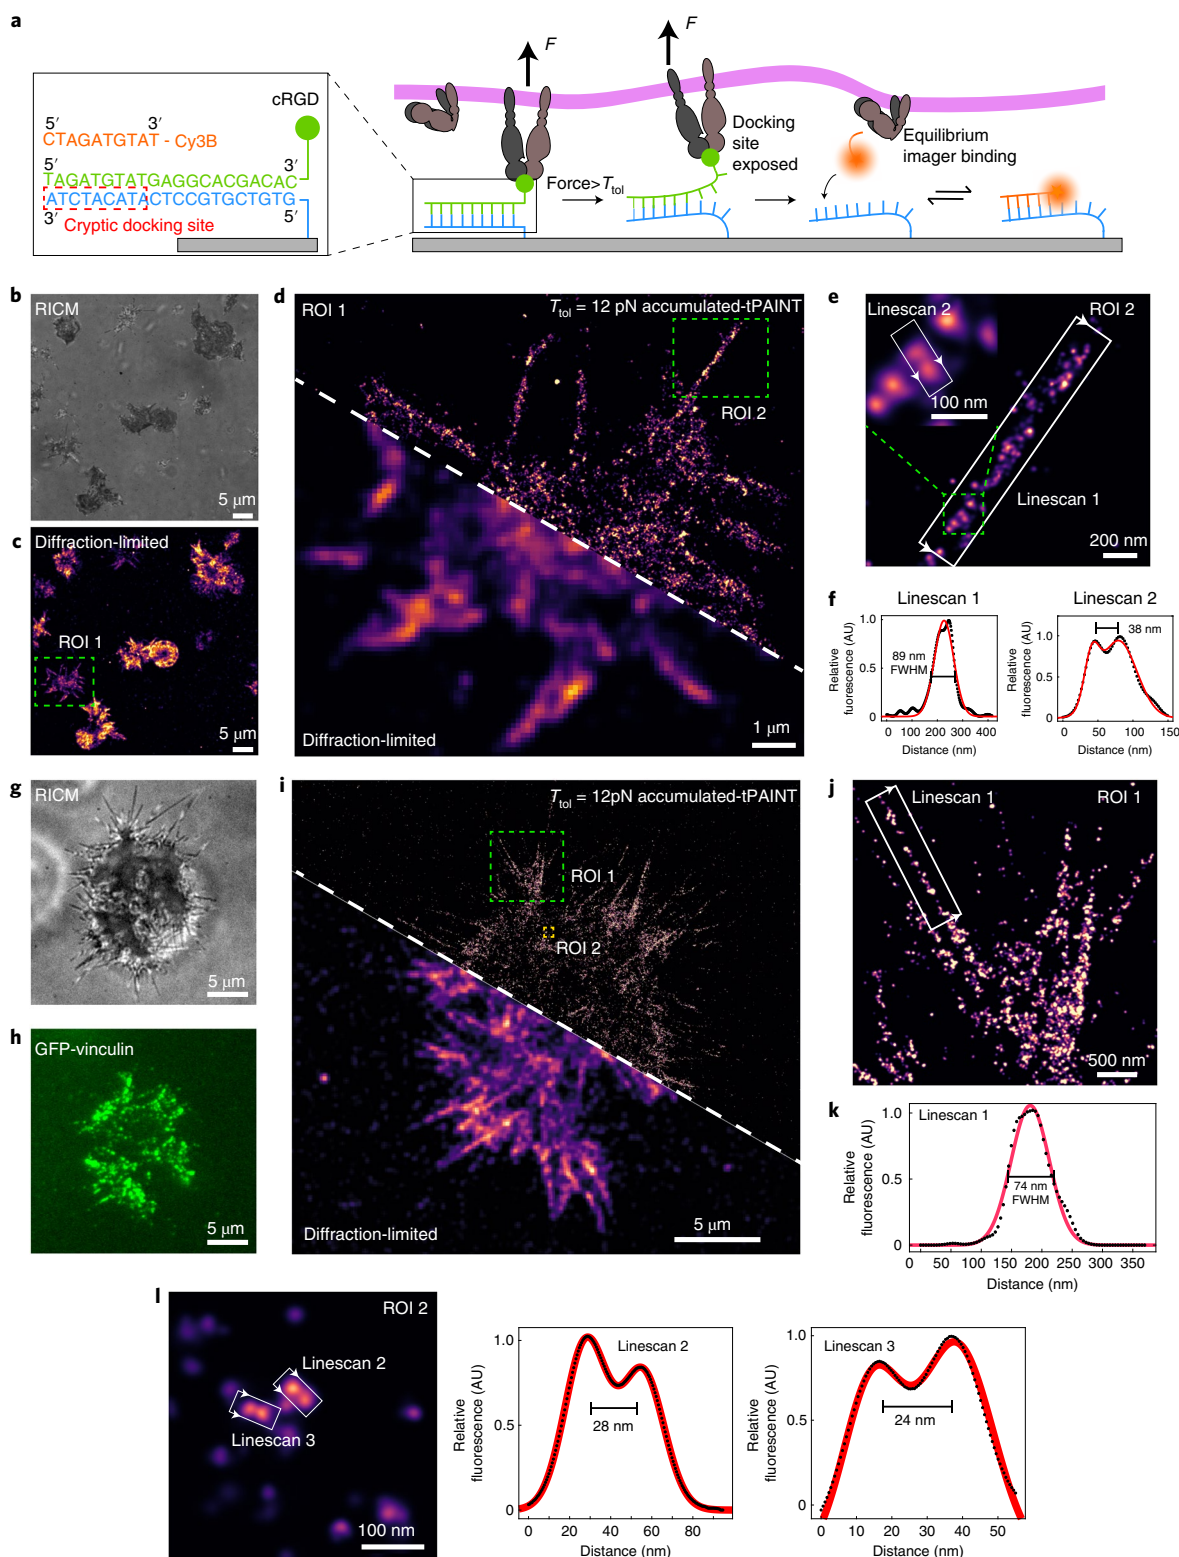 a
F
F
cRGD
5′ 3′
CTAGATGTAT - Cy3B
5′ 3′
TAGATGTATGAGGCACGACAC
ATCTACATACTCCGTGCTGTG
3′ 5′
Cryptic docking site
Force>Ttol
Docking
site
exposed
Equilibrium
imager binding
b
RICM
5 μm
c
Diffraction-limited
ROI 1
5 μm
d
ROI 1
Ttol = 12 pN accumulated-tPAINT
ROI 2
Diffraction-limited
1 μm
e
Linescan 2
ROI 2
100 nm
Linescan 1
200 nm
f
Linescan 1
Relative
fluorescence (AU)
1.0
0.5
0
89 nm
FWHM
0 100 200 300 400
Distance (nm)
Linescan 2
Relative
fluorescence (AU)
1.0
0.5
0
38 nm
0 50 100 150
Distance (nm)
g
RICM
5 μm
h
GFP-vinculin
5 μm
i
Ttol = 12pN accumulated-tPAINT
ROI 1
ROI 2
Diffraction-limited
5 μm
j
Linescan 1
ROI 1
500 nm
k
Linescan 1
Relative
fluorescence (AU)
1.0
0.5
0
74 nm
FWHM
0 50 100 150 200 250 300 350
Distance (nm)
l
ROI 2
Linescan 2
Linescan 3
100 nm
Linescan 2
Relative
fluorescence (AU)
1.0
0.5
0
28 nm
0 20 40 60 80
Distance (nm)
Linescan 3
Relative
fluorescence (AU)
1.0
0.5
0
24 nm
0 10 20 30 40 50
Distance (nm)